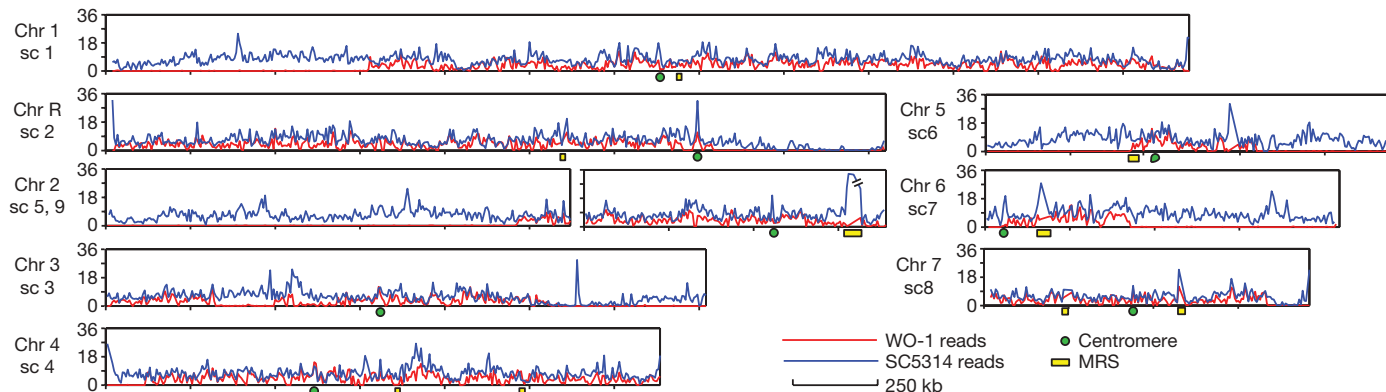 Chr 1
sc 1
36
18
0
Chr R
sc 2
36
18
0
Chr 5
sc6
36
18
0
Chr 2
sc 5, 9
36
18
0
Chr 6
sc7
36
18
0
Chr 3
sc 3
36
18
0
Chr 7
sc8
36
18
0
Chr 4
sc 4
36
18
0
WO-1 reads
SC5314 reads
250 kb
Centromere
MRS